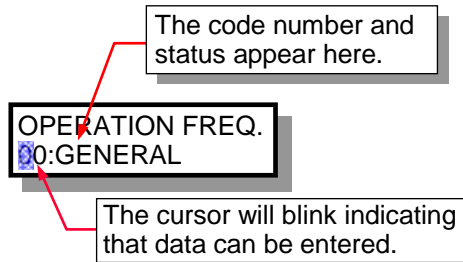 The code number and
status appear here.
OPERATION FREQ.
00:GENERAL
The cursor will blink indicating
that data can be entered.